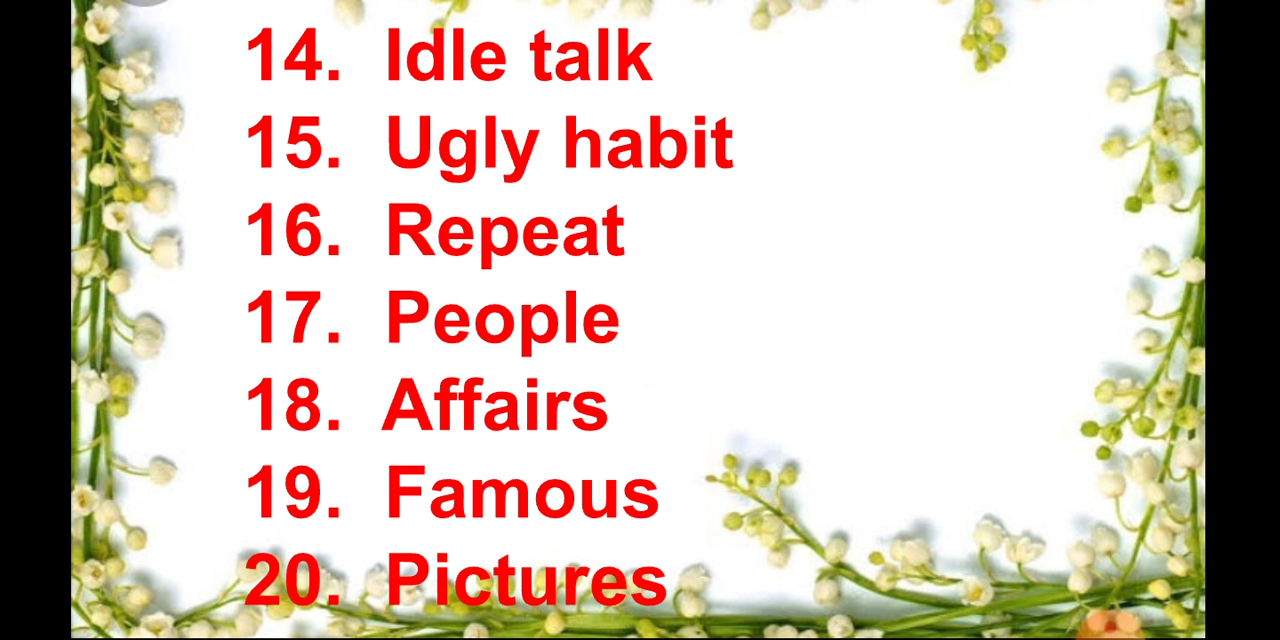 14. Idle talk
15. Ugly habit
16. Repeat
17. People
18. Affairs
19. Famous
20. Pictures